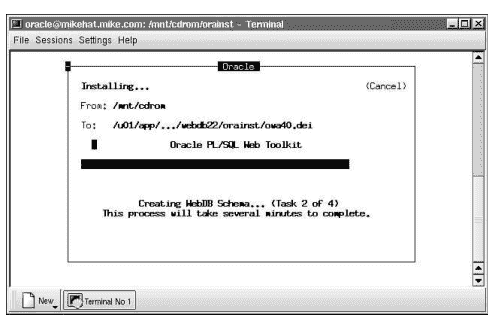 oracle@mikehat.mike.com: /mnt/cdrom/orainst - Terminal
File Sessions Settings Help
Oracle
Installing... (Cancel)
From: /mnt/cdrom
To: /u01/app/.../webdb22/orainst/owa40.dei
Oracle PL/SQL Web Toolkit
Creating WebDB Schema... (Task 2 of 4)
This process will take several minutes to complete.
New Terminal No 1